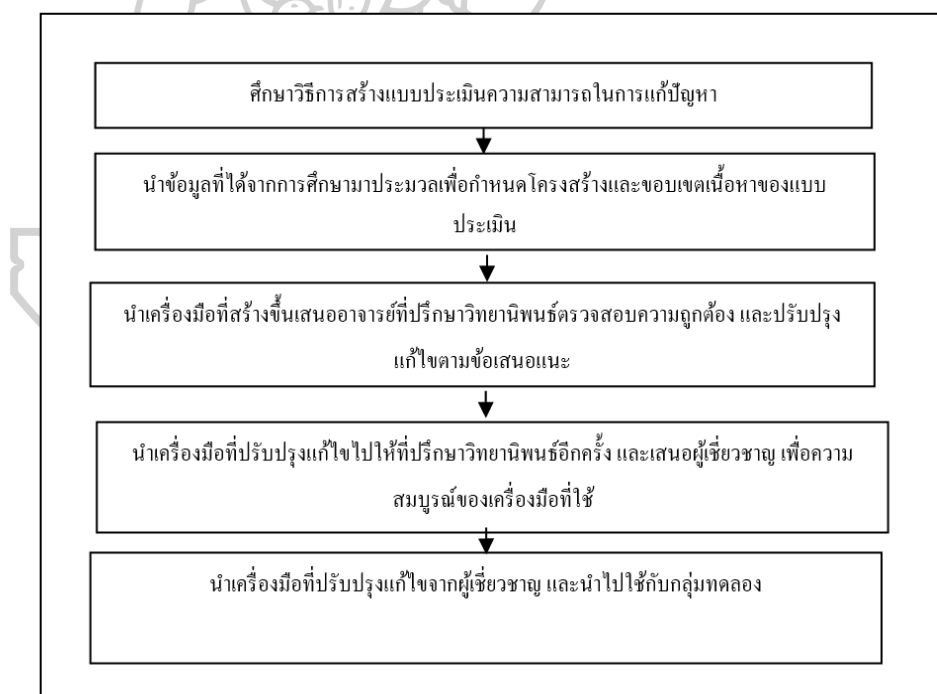 ศึกษาวิธีการสร้างแบบประเมินความสามารถในการแก้ปัญหา
นำข้อมูลที่ได้จากการศึกษามาประมวลเพื่อกำหนดโครงสร้างและขอบเขตเนื้อหาของแบบ
ประเมิน
นำเครื่องมือที่สร้างขึ้นเสนออาจารย์ที่ปรึกษาวิทยานิพนธ์ตรวจสอบความถูกต้อง และปรับปรุง
แก้ไขตามข้อเสนอแนะ
นำเครื่องมือที่ปรับปรุงแก้ไขไปให้ที่ปรึกษาวิทยานิพนธ์อีกครั้ง และเสนอผู้เชี่ยวชาญ เพื่อความ
สมบูรณ์ของเครื่องมือที่ใช้
นำเครื่องมือที่ปรับปรุงแก้ไขจากผู้เชี่ยวชาญ และนำไปใช้กับกลุ่มทดลอง